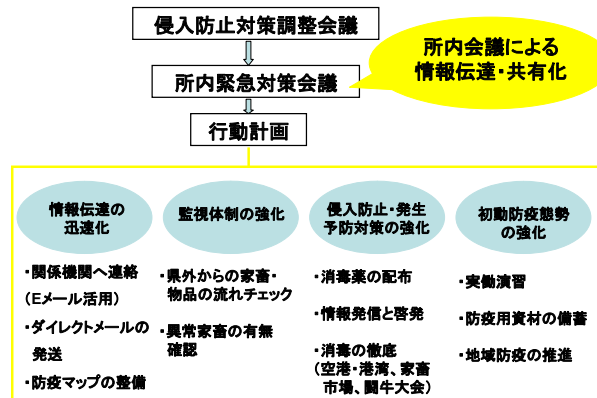 侵入防止対策調整会議
所内会議による
情報伝達・共有化
所内緊急対策会議
行動計画
情報伝達の
迅速化
・関係機関へ連絡
（Eメール活用）
・ダイレクトメールの
発送
・防疫マップの整備
監視体制の強化
・県外からの家畜・
物品の流れチェック
・異常家畜の有無
確認
侵入防止・発生
予防対策の強化
・消毒薬の配布
・情報発信と啓発
・消毒の徹底
（空港・港湾、家畜
市場、闘牛大会）
初動防疫態勢
の強化
・実働演習
・防疫用資材の備蓄
・地域防疫の推進